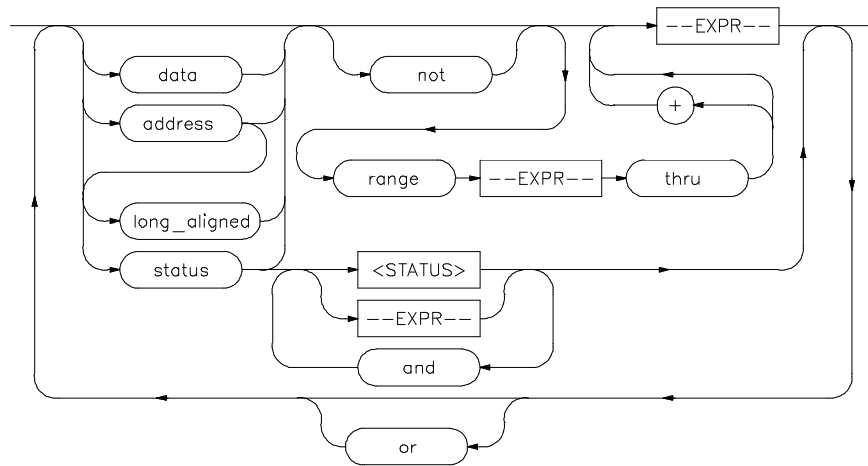 --EXPR--
data
not
+
address
range
--EXPR--
thru
long_aligned
status
<STATUS>
--EXPR--
and
or